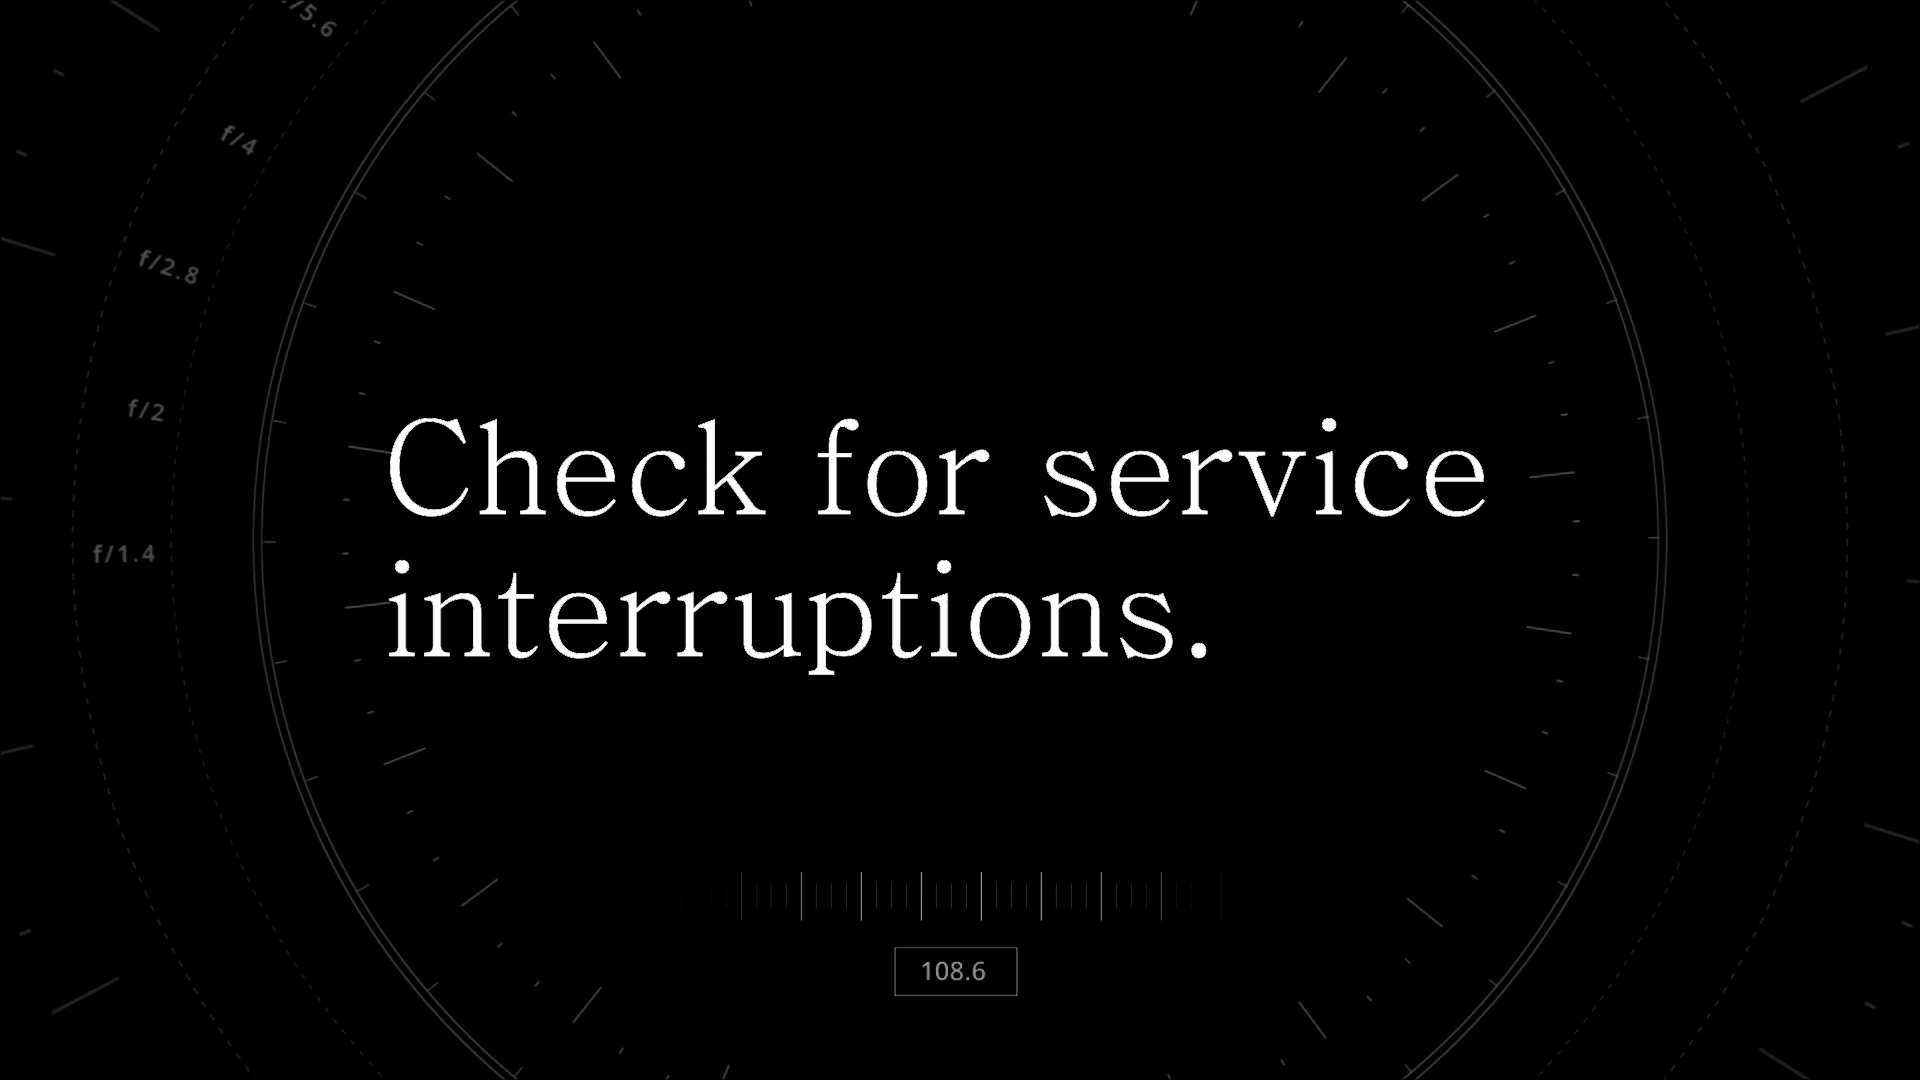 /5.6
f/4
f/2.8
f/2
f/1.4
Check for service
interruptions.
108.6